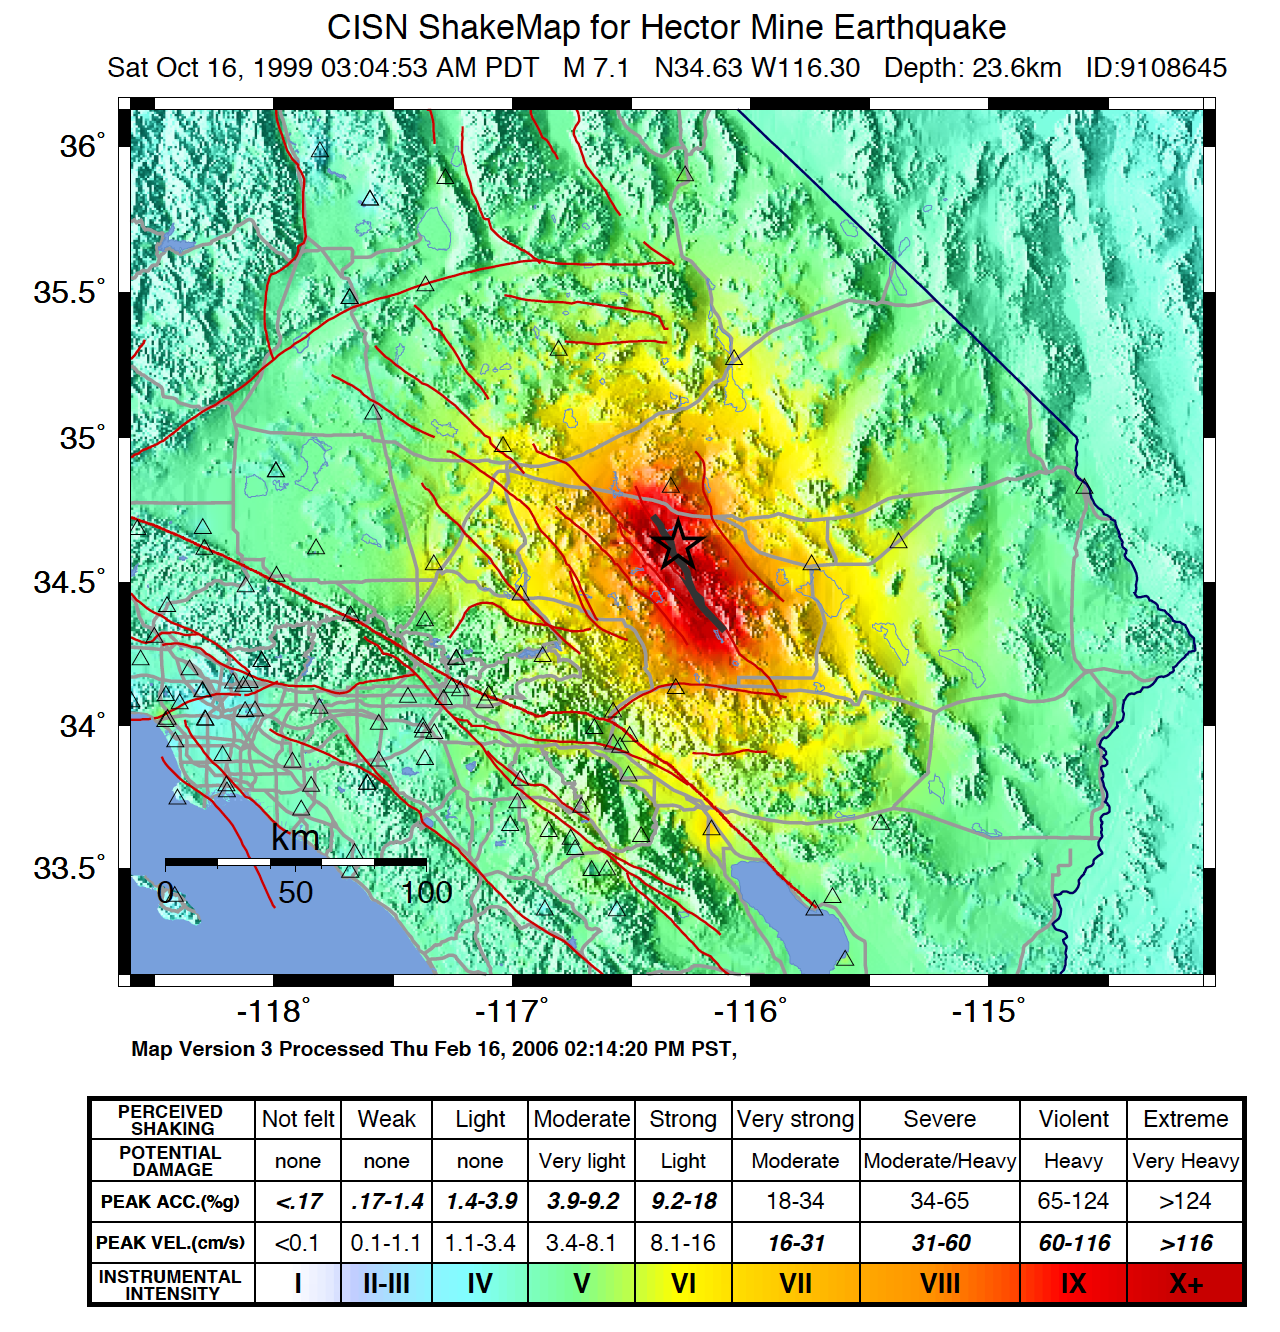 CISN ShakeMap for Hector Mine Earthquake
Sat Oct 16, 1999 03:04:53 AM PDT M 7.1 N34.63 W116.30 Depth: 23.6km ID:9108645
36˚
35.5˚
35˚
34.5˚
34˚
33.5˚
km
0 50 100
-118˚ -117˚ -116˚ -115˚
Map Version 3 Processed Thu Feb 16, 2006 02:14:20 PM PST,
PERCEIVED SHAKING Not felt Weak Light Moderate Strong Very strong Severe Violent Extreme
POTENTIAL DAMAGE none none none Very light Light Moderate Moderate/Heavy Heavy Very Heavy
PEAK ACC.(%g) <.17 .17-1.4 1.4-3.9 3.9-9.2 9.2-18 18-34 34-65 65-124 >124
PEAK VEL.(cm/s) <0.1 0.1-1.1 1.1-3.4 3.4-8.1 8.1-16 16-31 31-60 60-116 >116
INSTRUMENTAL INTENSITY I II-III IV V VI VII VIII IX X+